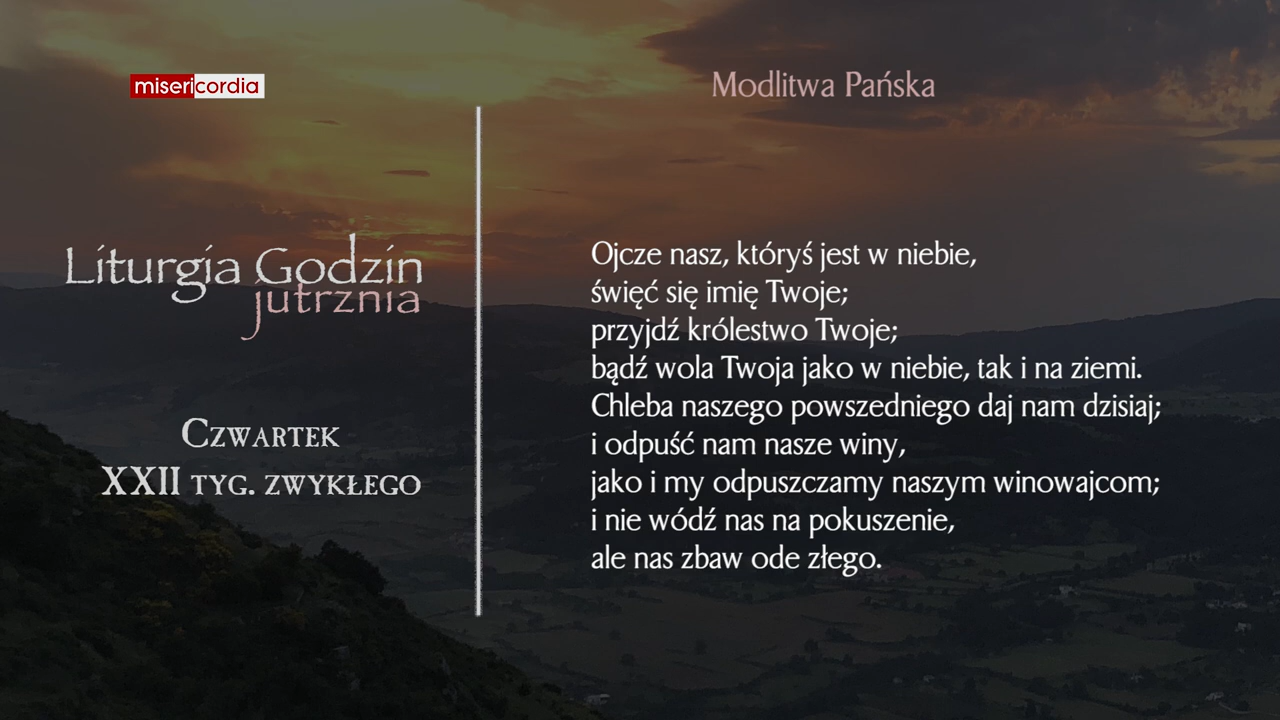 misericordia
Liturgia Godzin
jutrznia
Czwartek
XXII tyg. zwykłego
Modlitwa Pańska
Ojcze nasz, któryś jest w niebie,
święć się imię Twoje;
przyjdź królestwo Twoje;
bądź wola Twoja jako w niebie, tak i na ziemi.
Chleba naszego powszedniego daj nam dzisiaj;
i odpuść nam nasze winy,
jako i my odpuszczamy naszym winowajcom;
i nie wódź nas na pokuszenie,
ale nas zbaw ode złego.